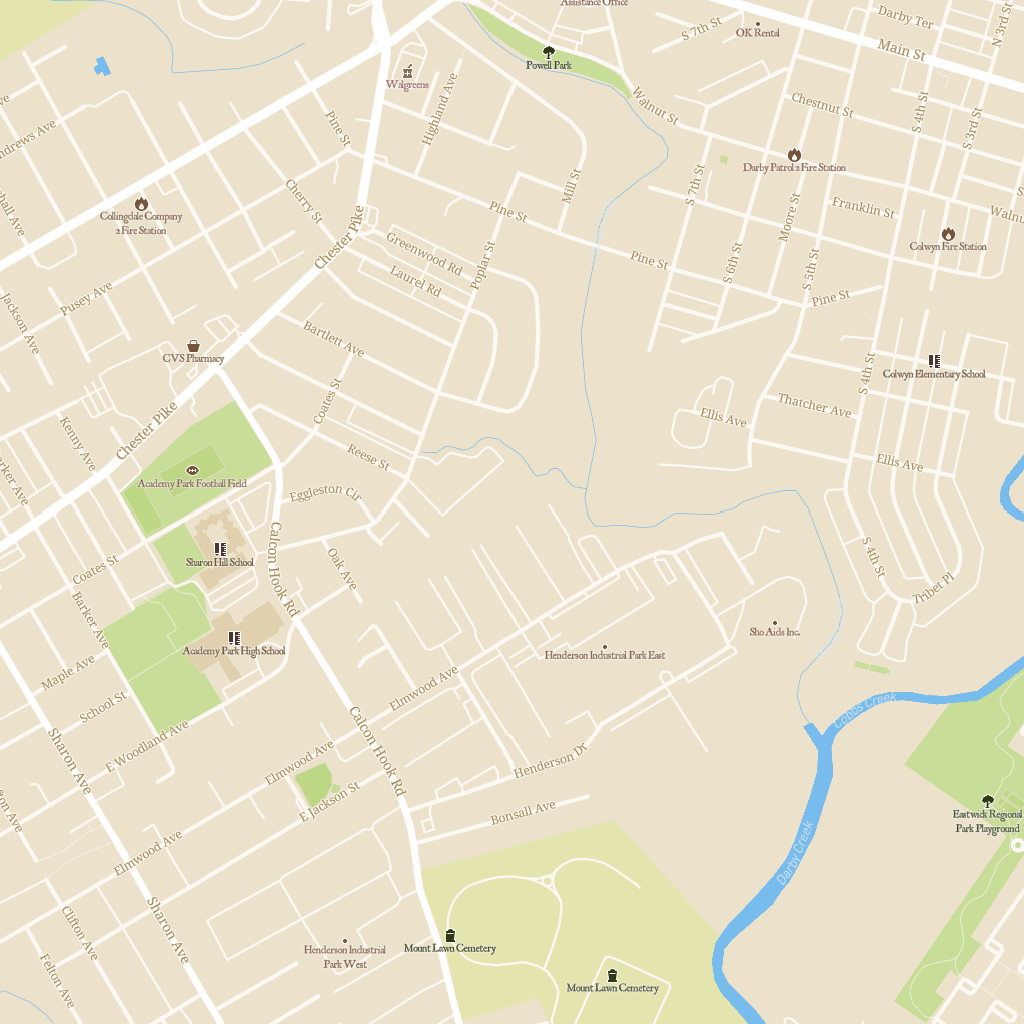 Assistance Office
Darby Ter
S 7th St
OK Rental
N 3rd St
Main St
Powell Park
Walgreens
Highland Ave
Walnut St
Chestnut St
S 4th St
S 3rd St
Pine St
ndrews Ave
Darby Patrol 2 Fire Station
S 7th St
Mill St
Cherry St
Collingdale Company
2 Fire Station
Pine St
Moore St
Franklin St
Walnut
Chester Pike
Greenwood Rd
Laurel Rd
Poplar St
Pine St
S 6th St
S 5th St
Colwyn Fire Station
Pusey Ave
Jackson Ave
Pine St
Bartlett Ave
CVS Pharmacy
S 4th St
Colwyn Elementary School
Coates St
Thatcher Ave
Ellis Ave
Chester Pike
Kenny Ave
Reese St
Ellis Ave
Academy Park Football Field
Eggleston Cir
Calcon Hook Rd
Sharon Hill School
Coates St
Oak Ave
S 4th St
Tribet Pl
Barker Ave
Academy Park High School
Sho Aids Inc.
Henderson Industrial Park East
Maple Ave
School St
Elmwood Ave
Cobbs Creek
E Woodland Ave
Sharon Ave
Calcon Hook Rd
Elmwood Ave
Henderson Dr
E Jackson St
Bonsall Ave
Eastwick Regional
Park Playground
Elmwood Ave
Darby Creek
Sharon Ave
Clifton Ave
Felton Ave
Henderson Industrial
Park West
Mount Lawn Cemetery
Mount Lawn Cemetery